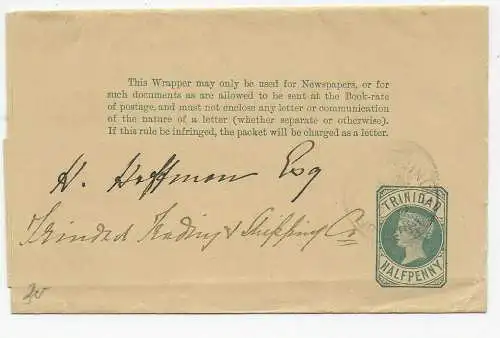 This Wrapper may only be used for Newspapers, or for
such documents as are allowed to be sent at the Book-rate
of postage, and must not enclose any letter or communication
of the nature of a letter (whether separate or otherwise).
If this rule be infringed, the packet will be charged as a letter.
H. Hoffman Esq
Trinidad Trading & Shipping Co
TRINIDAD
HALFPENNY